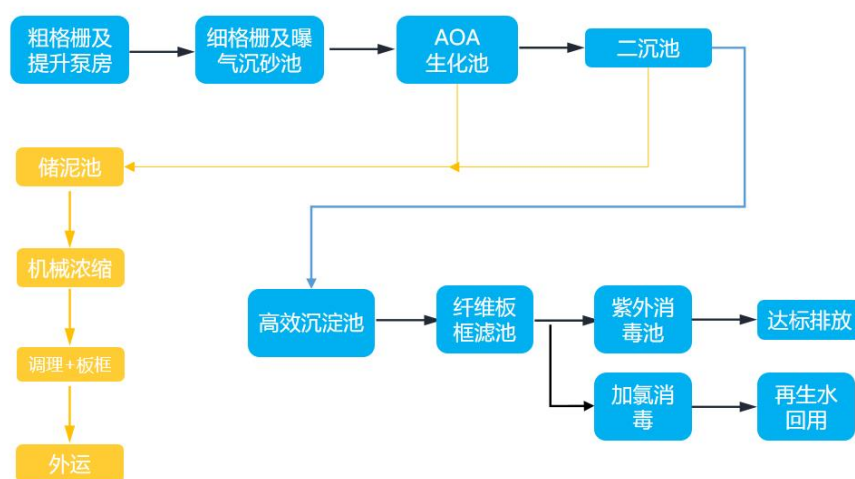 粗格栅及
提升泵房
细格栅及曝
气沉砂池
AOA
生化池
二沉池
储泥池
机械浓缩
调理+板框
外运
高效沉淀池
纤维板
框滤池
紫外消
毒池
达标排放
加氯消
毒
再生水
回用